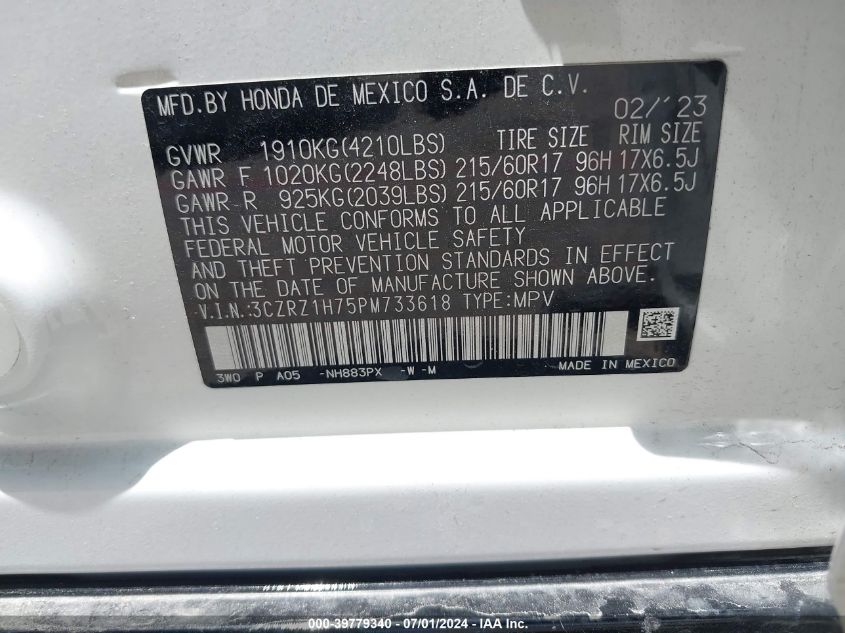 MFD.BY HONDA DE MEXICO S.A. DE C.V.
02/'23
GVWR 1910KG(4210LBS) TIRE SIZE RIM SIZE
GAWR F 1020KG(2248LBS) 215/60R17 96H 17X6.5J
GAWR R 925KG(2039LBS) 215/60R17 96H 17X6.5J
THIS VEHICLE CONFORMS TO ALL APPLICABLE
FEDERAL MOTOR VEHICLE SAFETY
AND THEFT PREVENTION STANDARDS IN EFFECT
ON THE DATE OF MANUFACTURE SHOWN ABOVE.
V.I.N.:3CZRZ1H75PM733618 TYPE:MPV
3W0 P A05 -NH883PX -W -M MADE IN MEXICO
000-39779340 - 07/01/2024 - IAAI Inc.